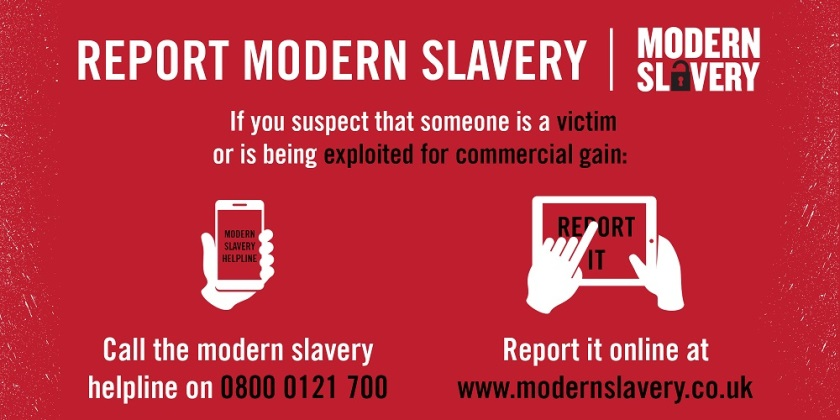 REPORT MODERN SLAVERY
MODERN
SLAVERY
If you suspect that someone is a victim
or is being exploited for commercial gain:
MODERN
SLAVERY
HELPLINE
REPORT
IT
Call the modern slavery
helpline on 0800 0121 700
Report it online at
www.modernslavery.co.uk